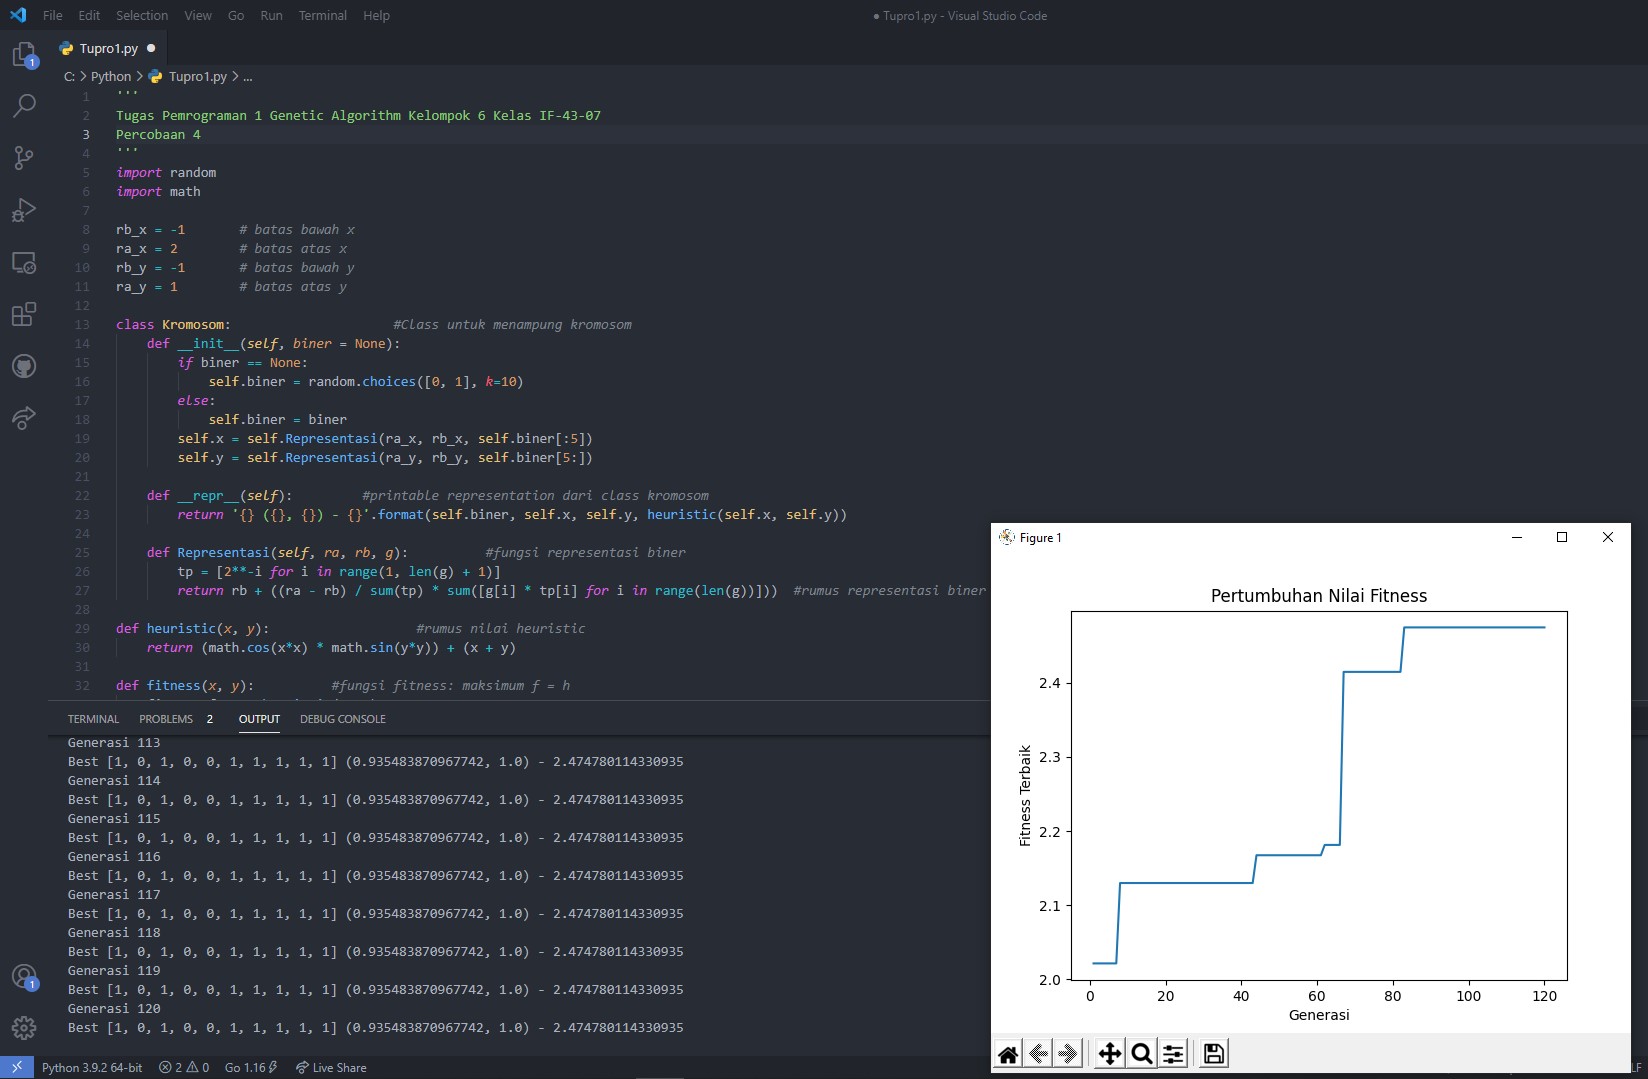 File Edit Selection View Go Run Terminal Help
● Tupro1.py - Visual Studio Code
Tupro1.py ●
C: > Python > Tupro1.py > ...
1 '''
2 Tugas Pemrograman 1 Genetic Algorithm Kelompok 6 Kelas IF-43-07
3 Percobaan 4
4 '''
5 import random
6 import math
7
8 rb_x = -1 # batas bawah x
9 ra_x = 2 # batas atas x
10 rb_y = -1 # batas bawah y
11 ra_y = 1 # batas atas y
12
13 class Kromosom: #Class untuk menampung kromosom
14 def __init__(self, biner = None):
15 if biner == None:
16 self.biner = random.choices([0, 1], k=10)
17 else:
18 self.biner = biner
19 self.x = self.Representasi(ra_x, rb_x, self.biner[:5])
20 self.y = self.Representasi(ra_y, rb_y, self.biner[5:])
21
22 def __repr__(self): #printable representation dari class kromosom
23 return '{} ({}, {}) - {}'.format(self.biner, self.x, self.y, heuristic(self.x, self.y))
24
25 def Representasi(self, ra, rb, g): #fungsi representasi biner
26 tp = [2**-i for i in range(1, len(g) + 1)]
27 return rb + ((ra - rb) / sum(tp) * sum([g[i] * tp[i] for i in range(len(g))])) #rumus representasi biner
28
29 def heuristic(x, y): #rumus nilai heuristic
30 return (math.cos(x*x) * math.sin(y*y)) + (x + y)
31
32 def fitness(x, y): #fungsi fitness: maksimum f = h
TERMINAL PROBLEMS 2 OUTPUT DEBUG CONSOLE
Generasi 113
Best [1, 0, 1, 0, 0, 1, 1, 1, 1, 1] (0.935483870967742, 1.0) - 2.474780114330935
Generasi 114
Best [1, 0, 1, 0, 0, 1, 1, 1, 1, 1] (0.935483870967742, 1.0) - 2.474780114330935
Generasi 115
Best [1, 0, 1, 0, 0, 1, 1, 1, 1, 1] (0.935483870967742, 1.0) - 2.474780114330935
Generasi 116
Best [1, 0, 1, 0, 0, 1, 1, 1, 1, 1] (0.935483870967742, 1.0) - 2.474780114330935
Generasi 117
Best [1, 0, 1, 0, 0, 1, 1, 1, 1, 1] (0.935483870967742, 1.0) - 2.474780114330935
Generasi 118
Best [1, 0, 1, 0, 0, 1, 1, 1, 1, 1] (0.935483870967742, 1.0) - 2.474780114330935
Generasi 119
Best [1, 0, 1, 0, 0, 1, 1, 1, 1, 1] (0.935483870967742, 1.0) - 2.474780114330935
Generasi 120
Best [1, 0, 1, 0, 0, 1, 1, 1, 1, 1] (0.935483870967742, 1.0) - 2.474780114330935
Figure 1
Pertumbuhan Nilai Fitness
Fitness Terbaik
2.4
2.3
2.2
2.1
2.0
0 20 40 60 80 100 120
Generasi
1
1
Python 3.9.2 64-bit 2 0 Go 1.16 Live Share
LF